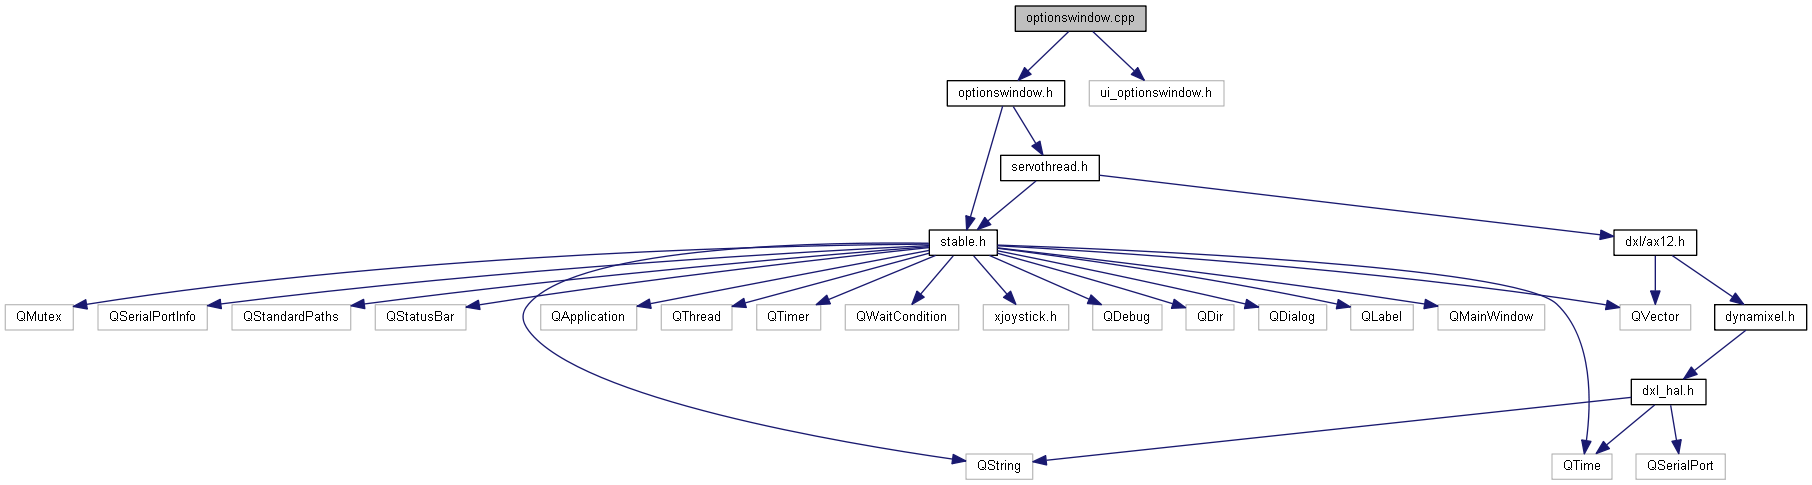 optionswindow.cpp
optionswindow.h
ui_optionswindow.h
servothread.h
stable.h
dxl/ax12.h
QMutex
QSerialPortInfo
QStandardPaths
QStatusBar
QApplication
QThread
QTimer
QWaitCondition
xjoystick.h
QDebug
QDir
QDialog
QLabel
QMainWindow
QVector
dynamixel.h
dxl_hal.h
QString
QTime
QSerialPort